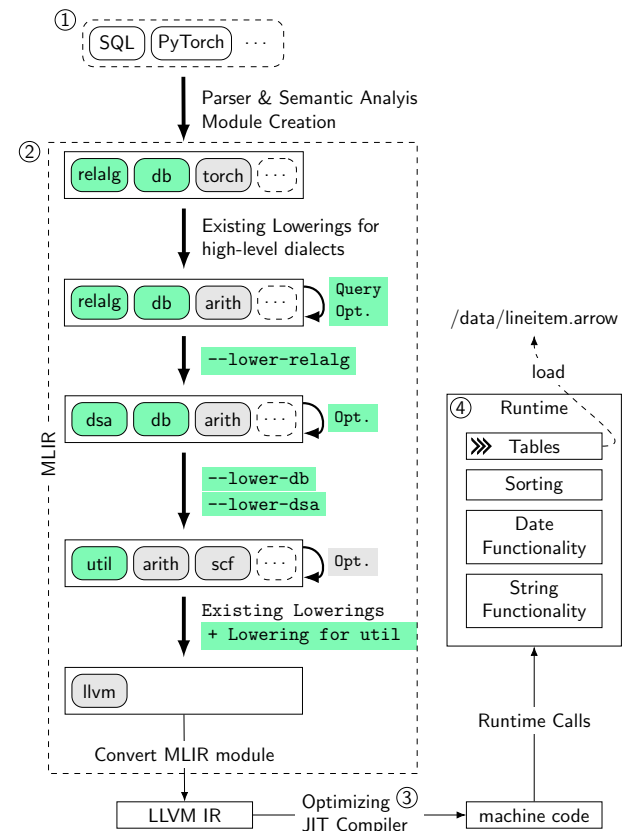 ①
SQL PyTorch ...
Parser & Semantic Analyis
Module Creation
②
MLIR
relalg db torch ...
Existing Lowerings for
high-level dialects
relalg db arith ...
Query
Opt.
--lower-relalg
dsa db arith ...
Opt.
--lower-db
--lower-dsa
util arith scf ...
Opt.
Existing Lowerings
+ Lowering for util
llvm
Convert MLIR module
LLVM IR
Optimizing ③
JIT Compiler
machine code
Runtime Calls
④ Runtime
Tables
Sorting
Date
Functionality
String
Functionality
load
/data/lineitem.arrow